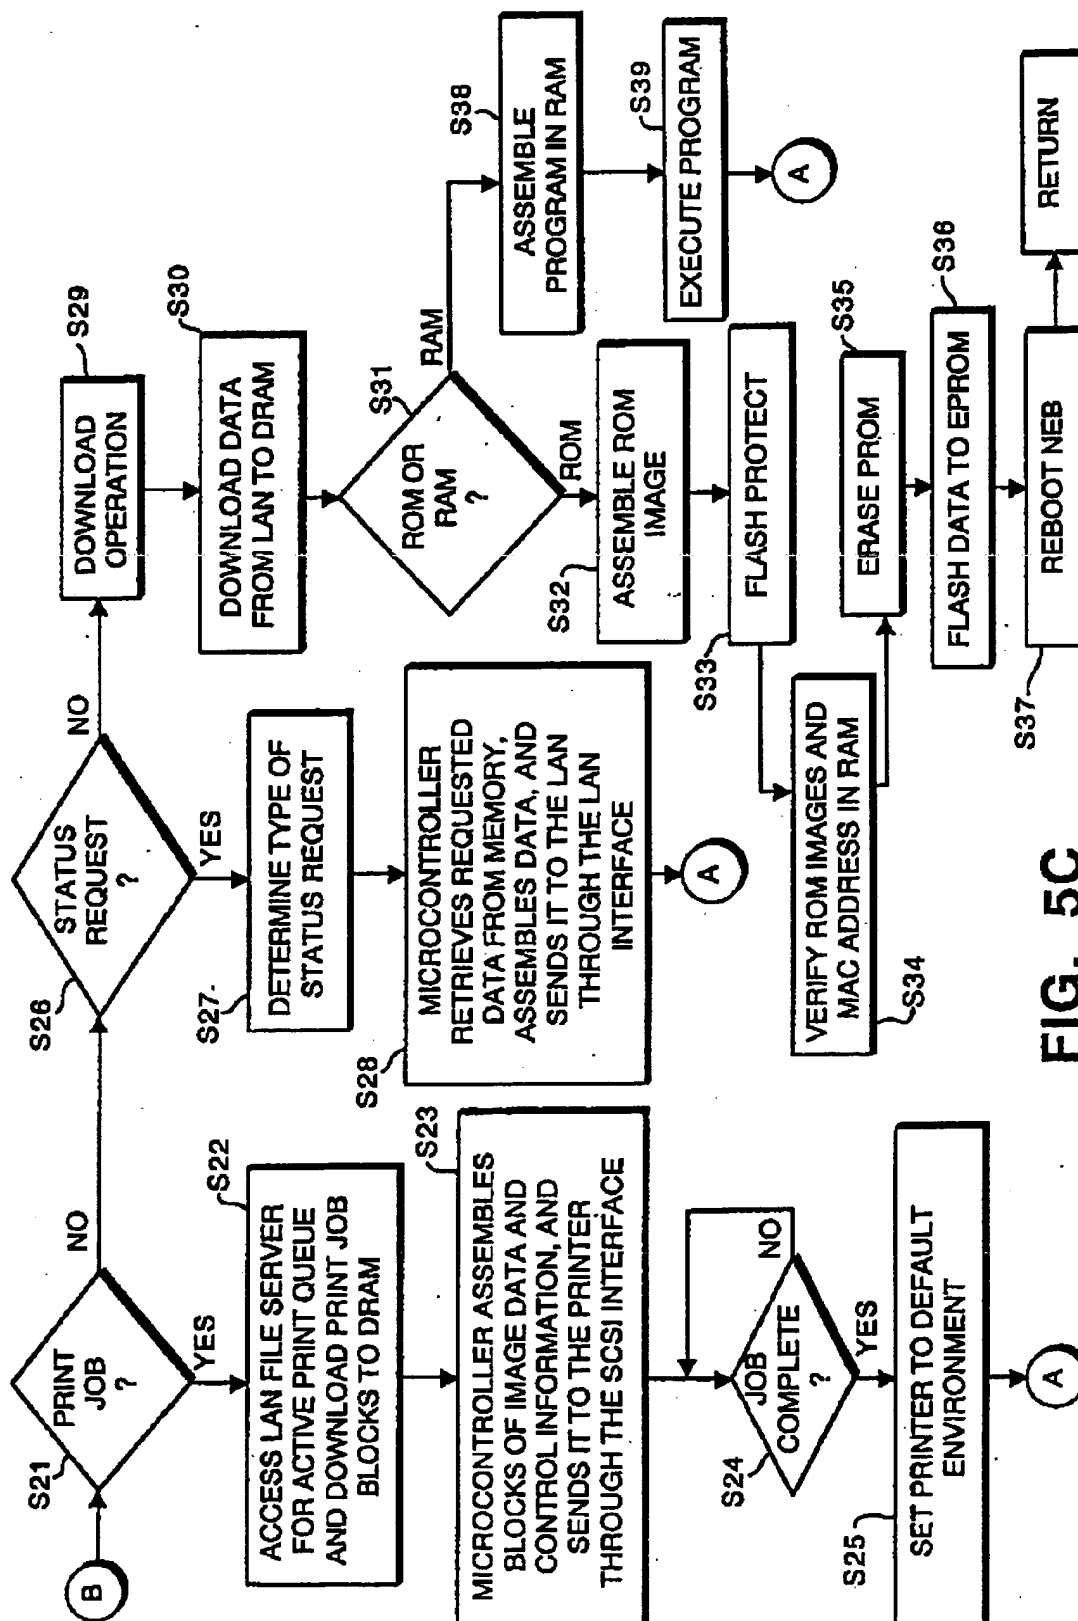 B
S21
PRINT
JOB
?
NO
YES
S22
ACCESS LAN FILE SERVER
FOR ACTIVE PRINT QUEUE
AND DOWNLOAD PRINT JOB
BLOCKS TO DRAM
S23
MICROCONTROLLER ASSEMBLES
BLOCKS OF IMAGE DATA AND
CONTROL INFORMATION, AND
SENDS IT TO THE PRINTER
THROUGH THE SCSI INTERFACE
S24
JOB
COMPLETE
?
NO
YES
S25
SET PRINTER TO DEFAULT
ENVIRONMENT
A
S26
STATUS
REQUEST
?
NO
YES
S27
DETERMINE TYPE OF
STATUS REQUEST
S28
MICROCONTROLLER
RETRIEVES REQUESTED
DATA FROM MEMORY,
ASSEMBLES DATA, AND
SENDS IT TO THE LAN
THROUGH THE LAN
INTERFACE
A
S29
DOWNLOAD
OPERATION
S30
DOWNLOAD DATA
FROM LAN TO DRAM
S31
ROM OR
RAM
?
RAM
ROM
S32
ASSEMBLE ROM
IMAGE
S33
FLASH PROTECT
S34
VERIFY ROM IMAGES AND
MAC ADDRESS IN RAM
S35
ERASE PROM
S36
FLASH DATA TO EPROM
S37
REBOOT NEB
RETURN
S38
ASSEMBLE
PROGRAM IN RAM
S39
EXECUTE PROGRAM
A
FIG. 5C